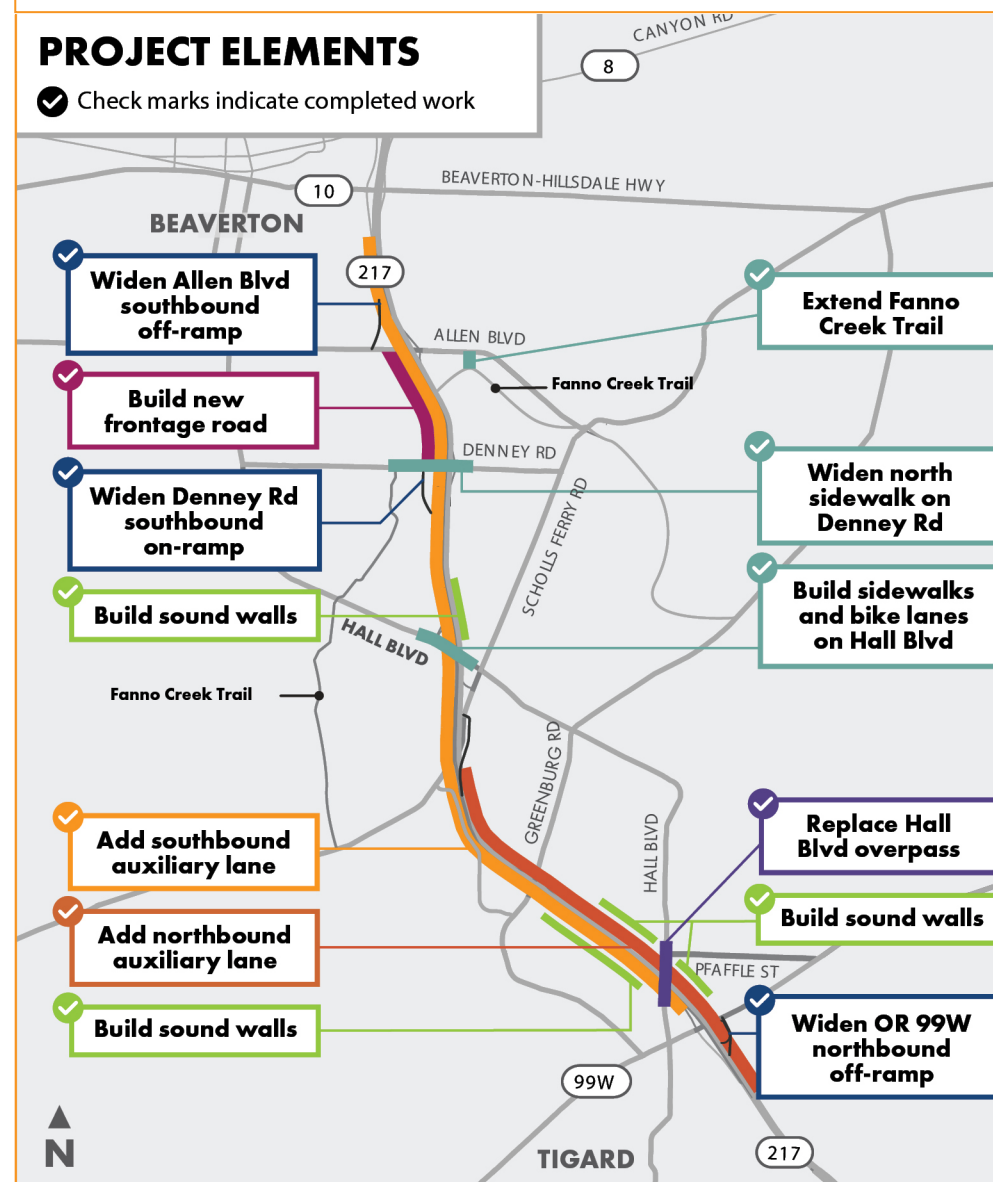 PROJECT ELEMENTS
Check marks indicate completed work
CANYON RD
8
10
BEAVERTON-HILLSDALE HWY
BEAVERTON
217
Widen Allen Blvd
southbound
off-ramp
Extend Fanno
Creek Trail
ALLEN BLVD
Fanno Creek Trail
Build new
frontage road
DENNEY RD
Widen north
sidewalk on
Denney Rd
Widen Denney Rd
southbound
on-ramp
SCHOLLS FERRY RD
Build sidewalks
and bike lanes
on Hall Blvd
Build sound walls
HALL BLVD
Fanno Creek Trail
GREENBURG RD
HALL BLVD
Add southbound
auxiliary lane
Replace Hall
Blvd overpass
Add northbound
auxiliary lane
Build sound walls
PFAFFLE ST
Build sound walls
Widen OR 99W
northbound
off-ramp
99W
N
TIGARD
217